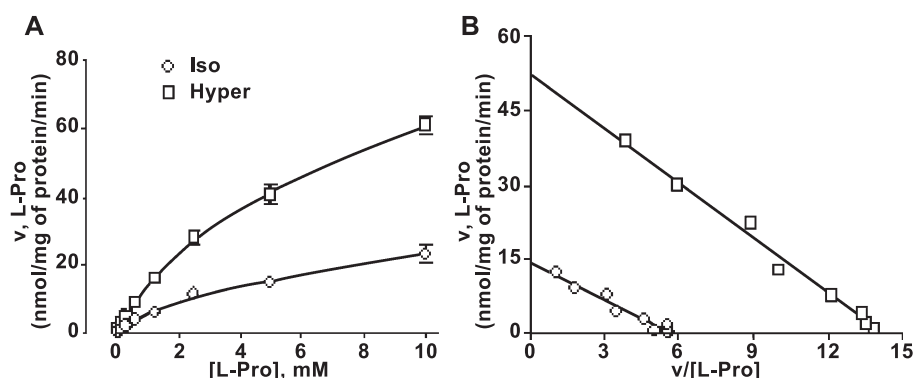 A
v, L-Pro
(nmol/mg of protein/min)
80
60
40
20
0
Iso
Hyper
0
2
4
6
8
10
[L-Pro], mM
B
v, L-Pro
(nmol/mg of protein/min)
60
45
30
15
0
0
3
6
9
12
15
v/[L-Pro]